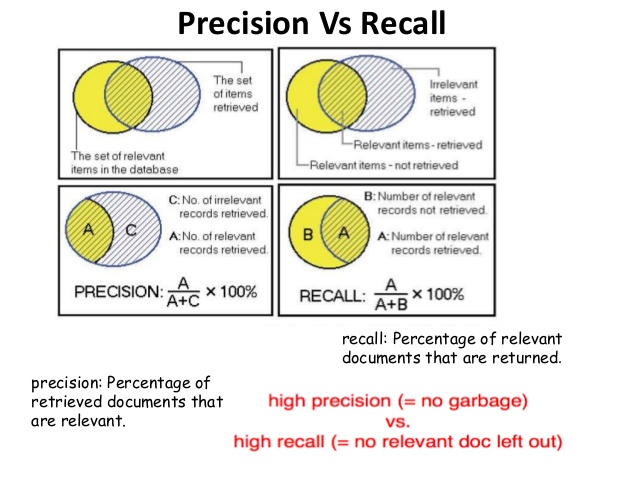 Precision Vs Recall
The set
of items
retrieved
The set of relevant
items in the database
Irrelevant
items -
retrieved
Relevant items - retrieved
Relevant items - not retrieved
C: No. of irrelevant
records retrieved.
A: No. of relevant
records retrieved.
A
C
PRECISION: A
A+C
× 100%
B: Number of relevant
records not retrieved.
A: Number of relevant
records retrieved.
B
A
RECALL: A
A+B
× 100%
recall: Percentage of relevant
documents that are returned.
precision: Percentage of
retrieved documents that
are relevant.
high precision (= no garbage)
vs.
high recall (= no relevant doc left out)